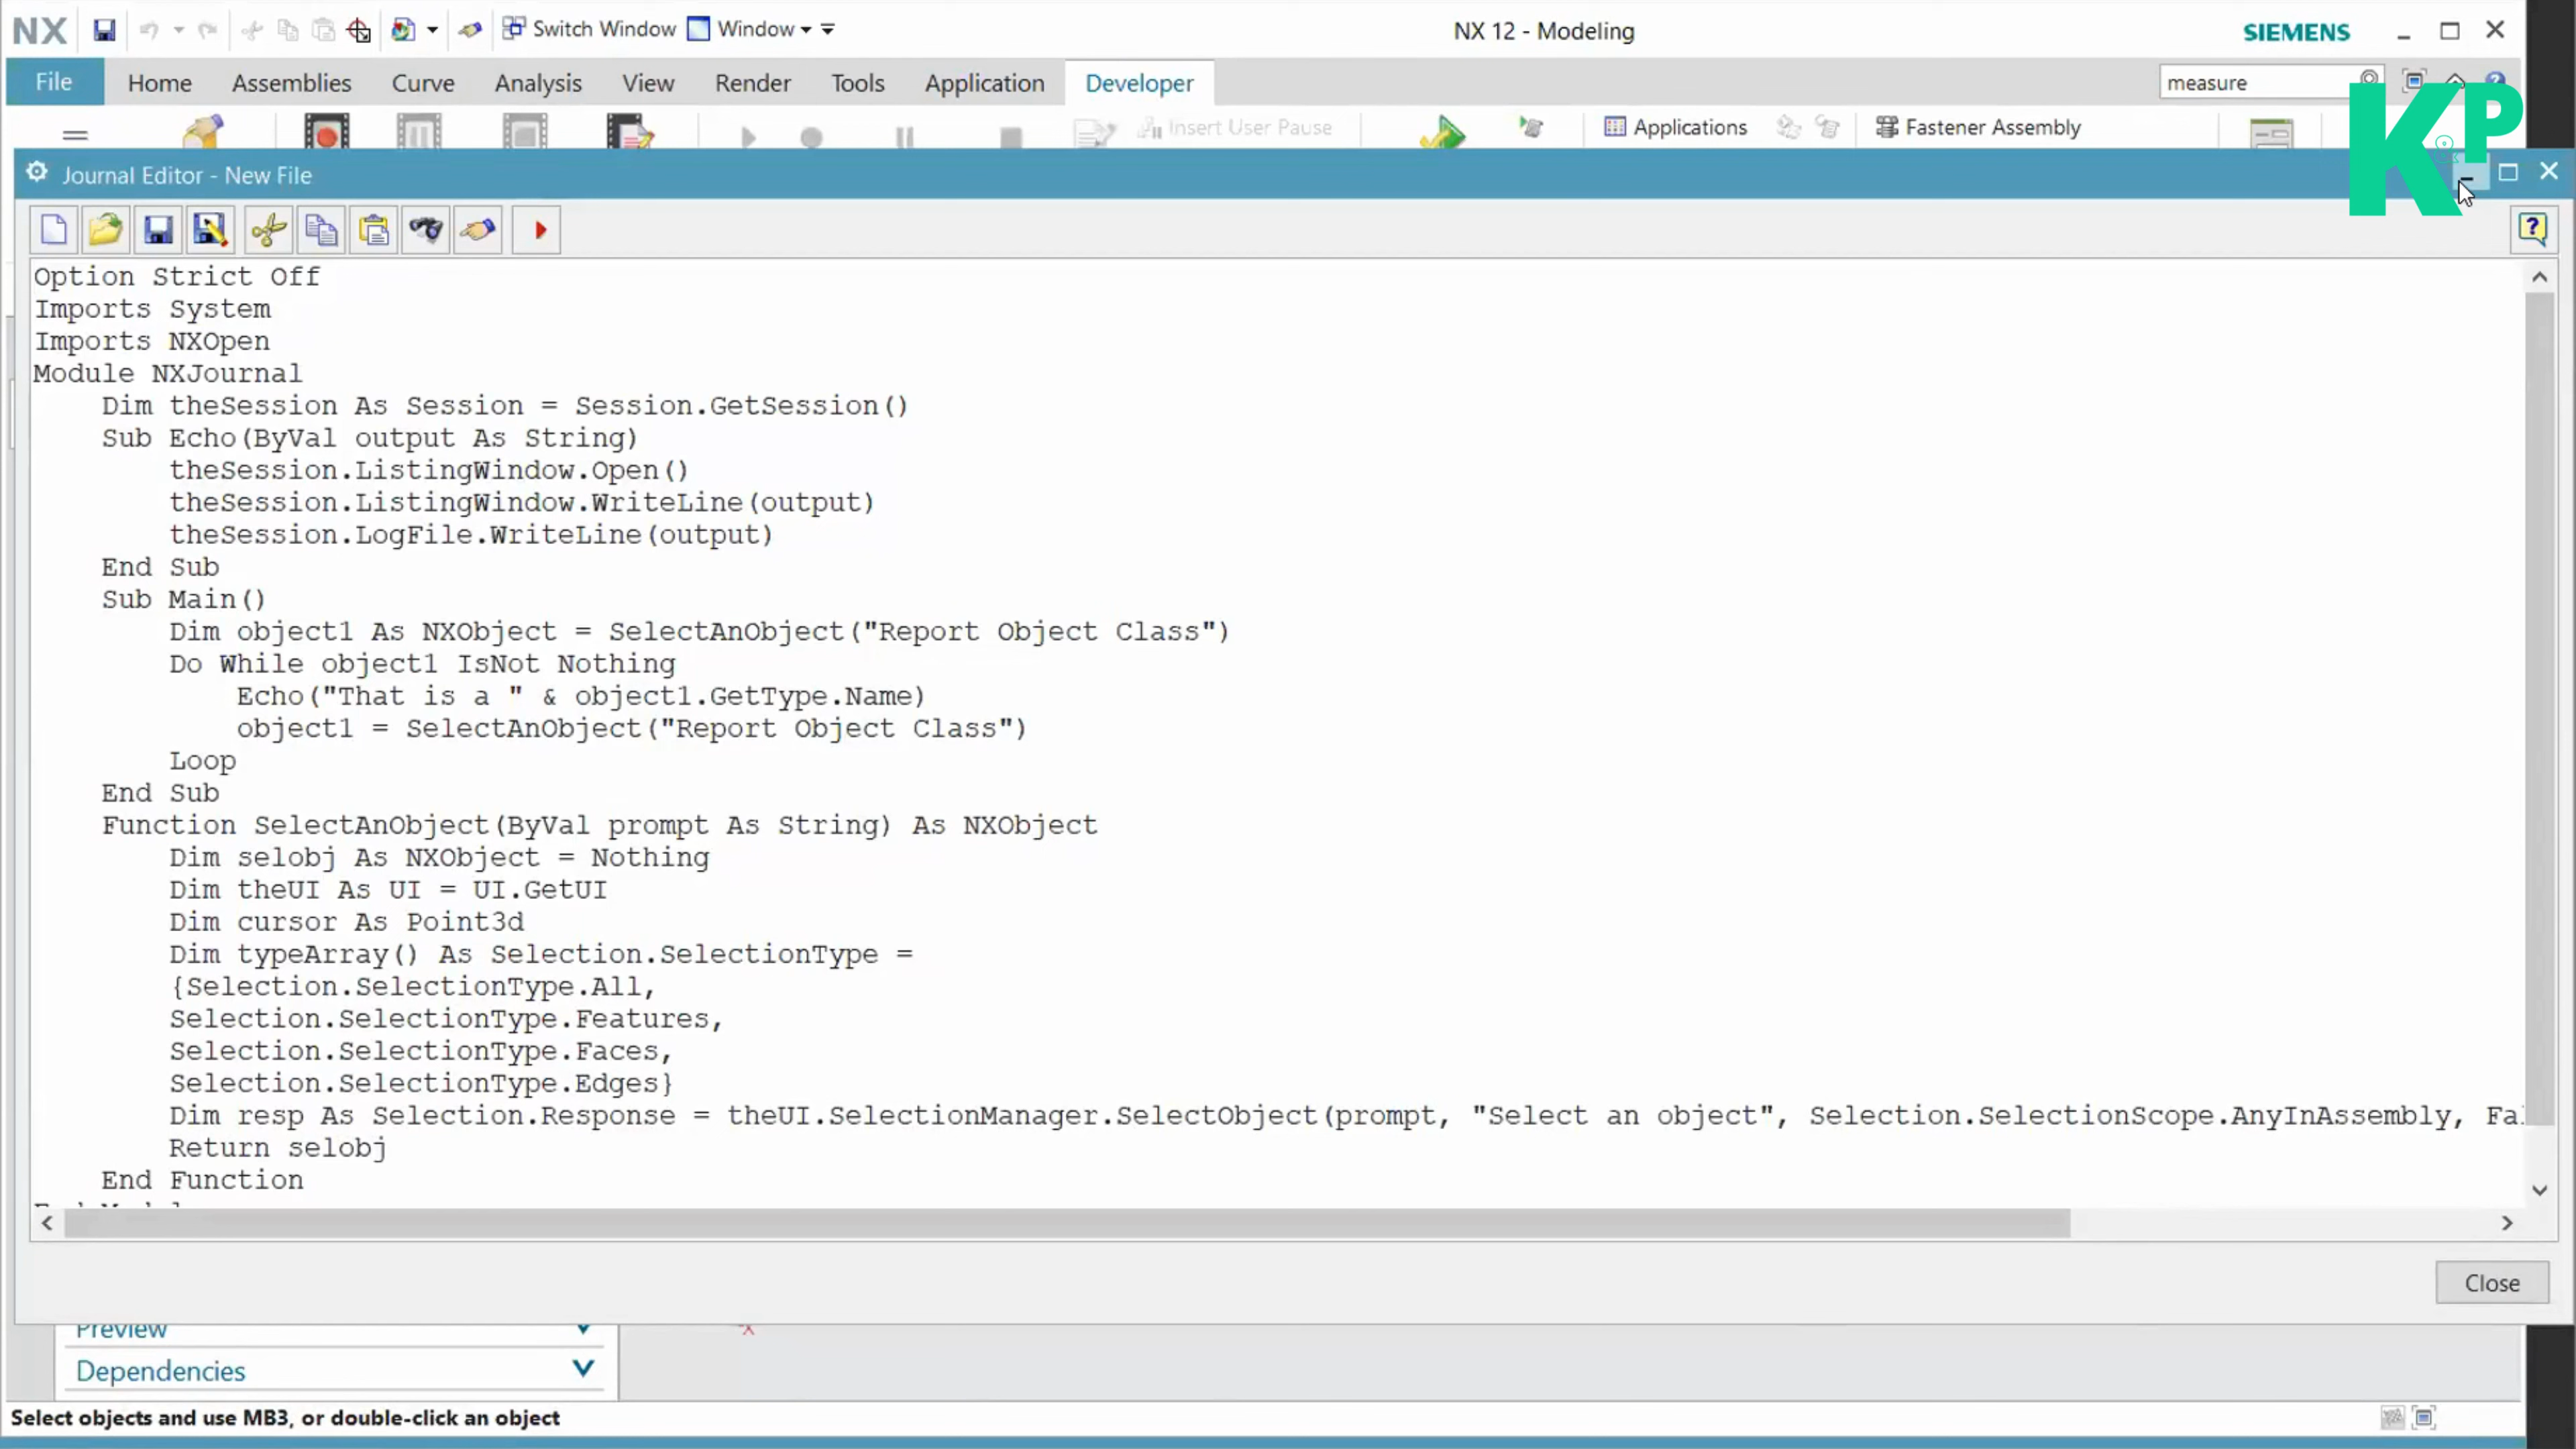 NX
Switch Window
Window
NX 12 - Modeling
SIEMENS
File
Home
Assemblies
Curve
Analysis
View
Render
Tools
Application
Developer
measure
Insert User Pause
Applications
Fastener Assembly
KP
Journal Editor - New File
Option Strict Off
Imports System
Imports NXOpen
Module NXJournal
Dim theSession As Session = Session.GetSession()
Sub Echo(ByVal output As String)
theSession.ListingWindow.Open()
theSession.ListingWindow.WriteLine(output)
theSession.LogFile.WriteLine(output)
End Sub
Sub Main()
Dim object1 As NXObject = SelectAnObject("Report Object Class")
Do While object1 IsNot Nothing
Echo("That is a " & object1.GetType.Name)
object1 = SelectAnObject("Report Object Class")
Loop
End Sub
Function SelectAnObject(ByVal prompt As String) As NXObject
Dim selobj As NXObject = Nothing
Dim theUI As UI = UI.GetUI
Dim cursor As Point3d
Dim typeArray() As Selection.SelectionType =
{Selection.SelectionType.All,
Selection.SelectionType.Features,
Selection.SelectionType.Faces,
Selection.SelectionType.Edges}
Dim resp As Selection.Response = theUI.SelectionManager.SelectObject(prompt, "Select an object", Selection.SelectionScope.AnyInAssembly,
Return selobj
End Function
Close
Preview
Dependencies
Select objects and use MB3, or double-click an object